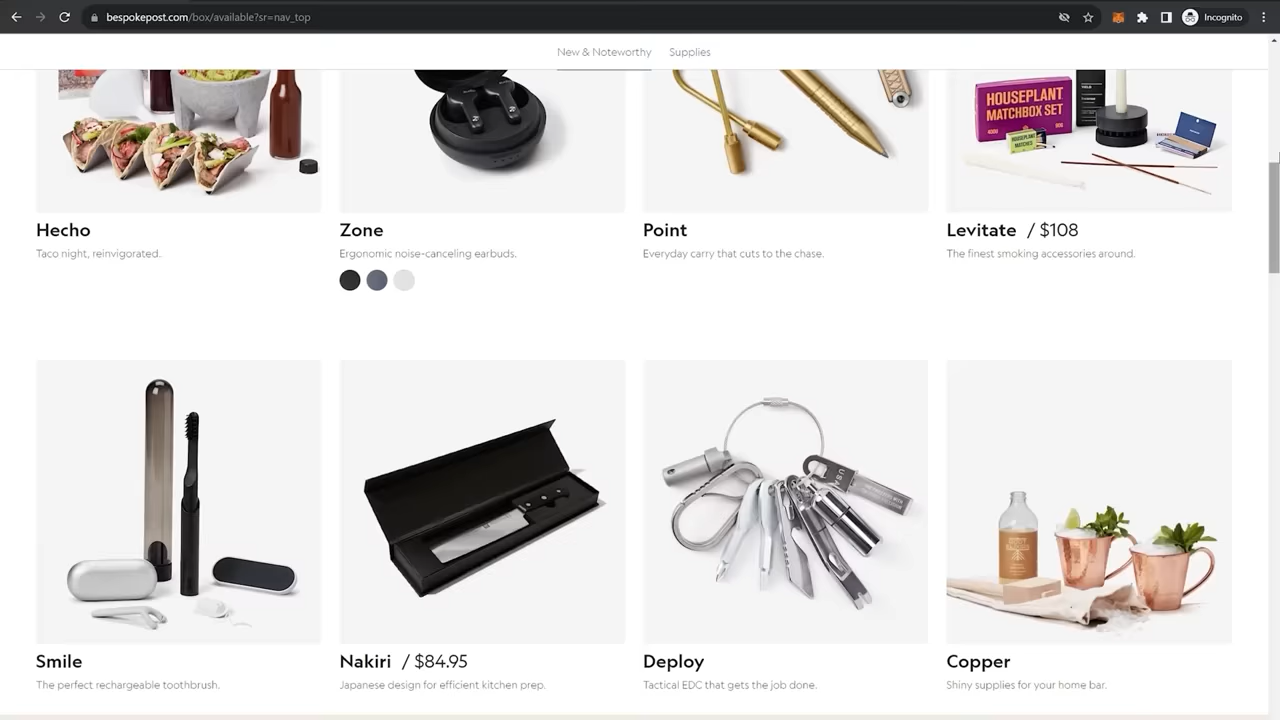 bespokepost.com/box/available?sr=nav_top
Incognito
New & Noteworthy
Supplies
HOUSEPLANT
MATCHBOX SET
HOUSEPLANT
MATCHES
Hecho
Taco night, reinvigorated.
Zone
Ergonomic noise-canceling earbuds.
Point
Everyday carry that cuts to the chase.
Levitate / $108
The finest smoking accessories around.
USA
Smile
The perfect rechargeable toothbrush.
Nakiri / $84.95
Japanese design for efficient kitchen prep.
Deploy
Tactical EDC that gets the job done.
Copper
Shiny supplies for your home bar.